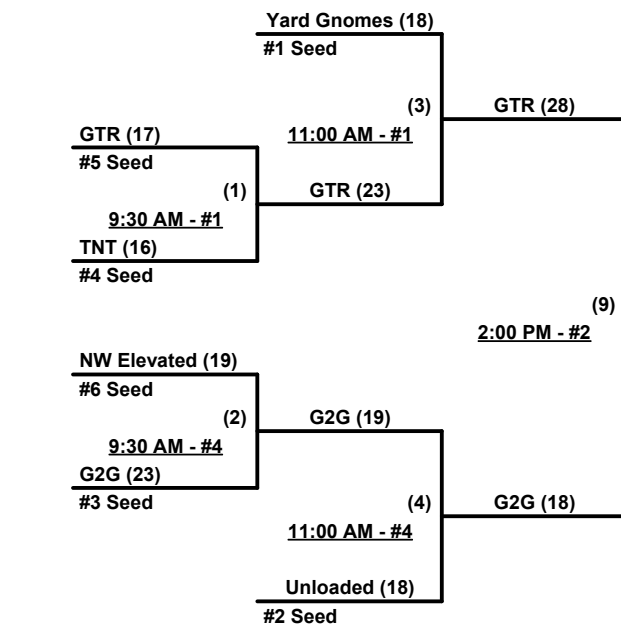 Yard Gnomes (18)
#1 Seed
(3)
GTR (28)
11:00 AM - #1
GTR (17)
#5 Seed
(1)
GTR (23)
9:30 AM - #1
TNT (16)
#4 Seed
(9)
2:00 PM - #2
NW Elevated (19)
#6 Seed
(2)
G2G (19)
9:30 AM - #4
G2G (23)
#3 Seed
(4)
G2G (18)
11:00 AM - #4
Unloaded (18)
#2 Seed